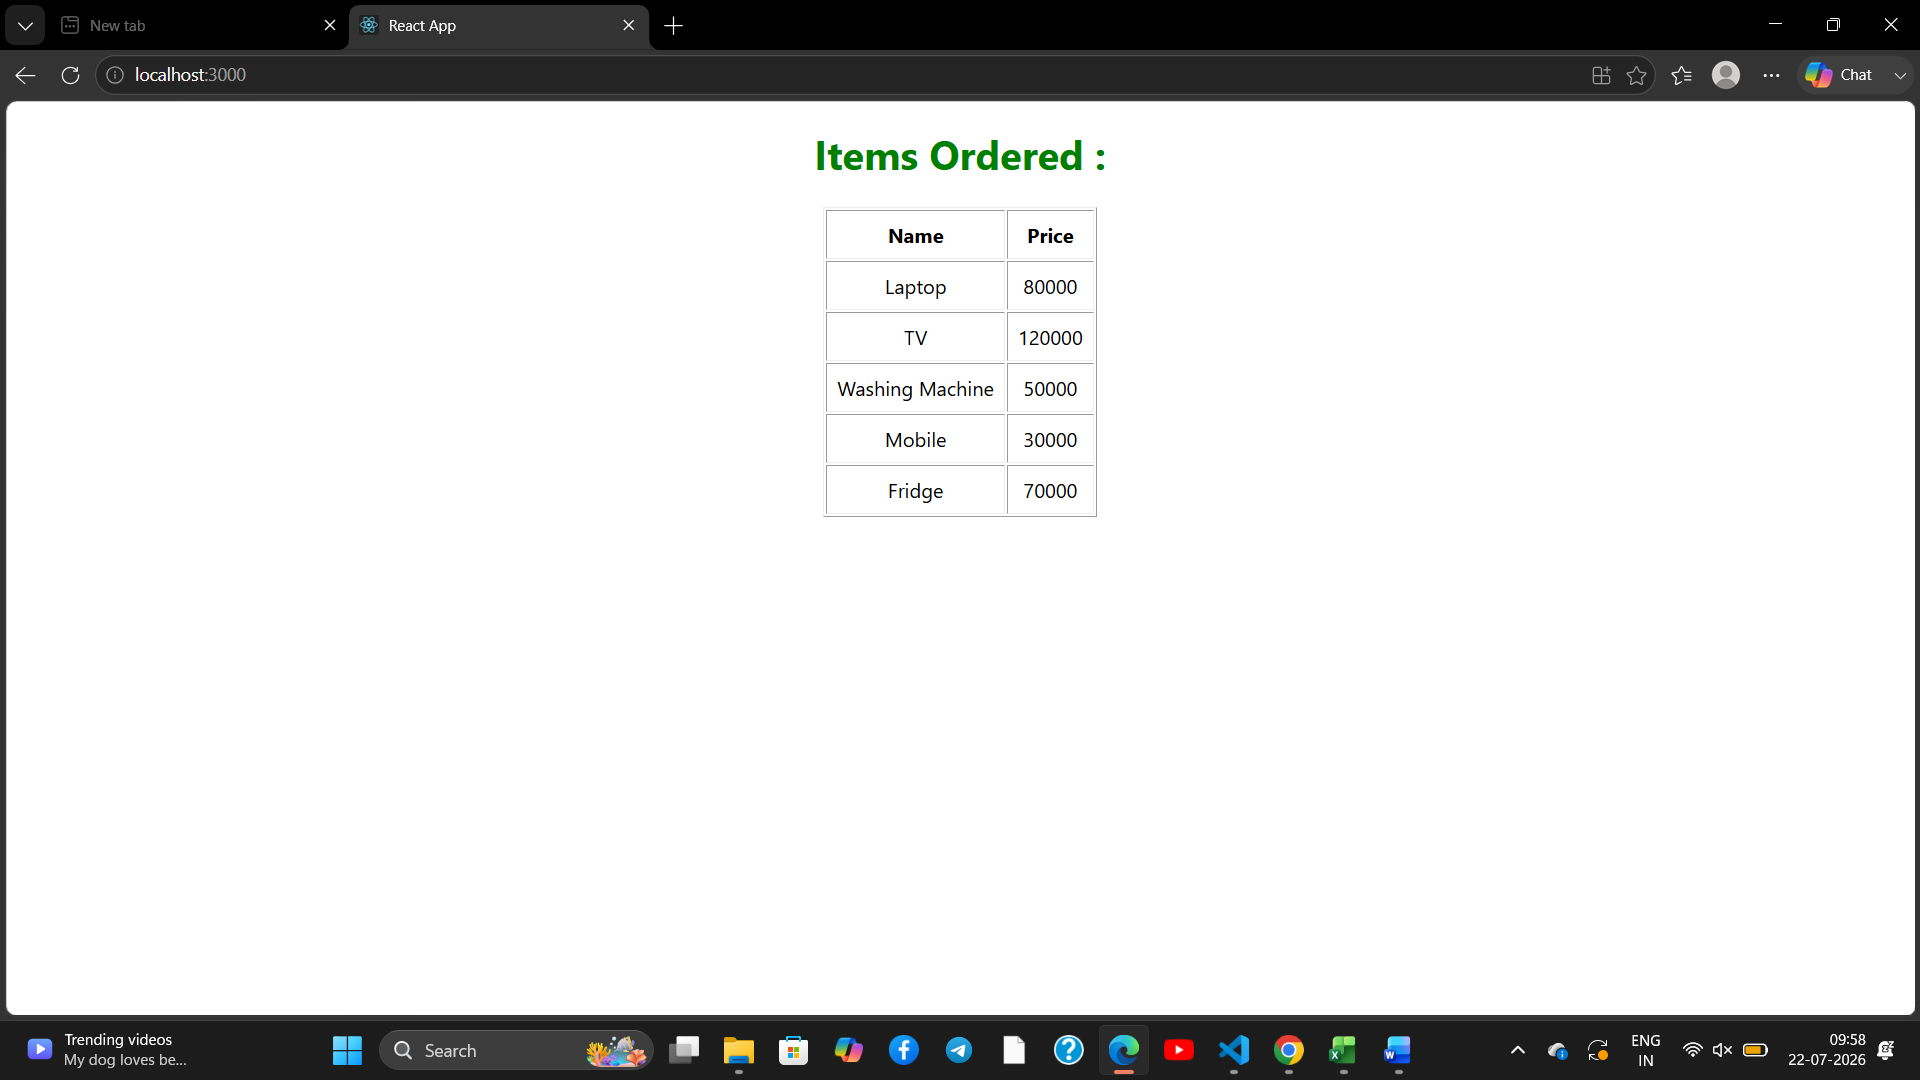 New tab
React App
localhost:3000
Chat
Items Ordered :
Name Price
Laptop 80000
TV 120000
Washing Machine 50000
Mobile 30000
Fridge 70000
Trending videos
My dog loves be...
Search
ENG
IN
09:58
22-07-2026